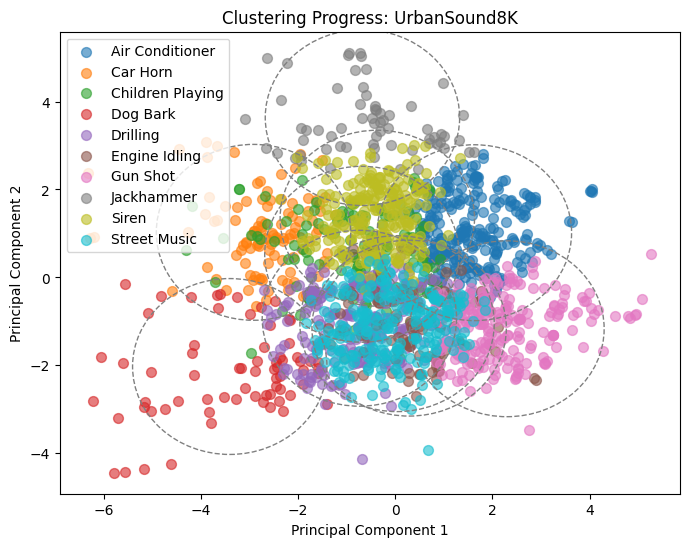 Clustering Progress: UrbanSound8K
Air Conditioner
Car Horn
Children Playing
Dog Bark
Drilling
Engine Idling
Gun Shot
Jackhammer
Siren
Street Music
Principal Component 2
4
2
0
−2
−4
−6 −4 −2 0 2 4
Principal Component 1